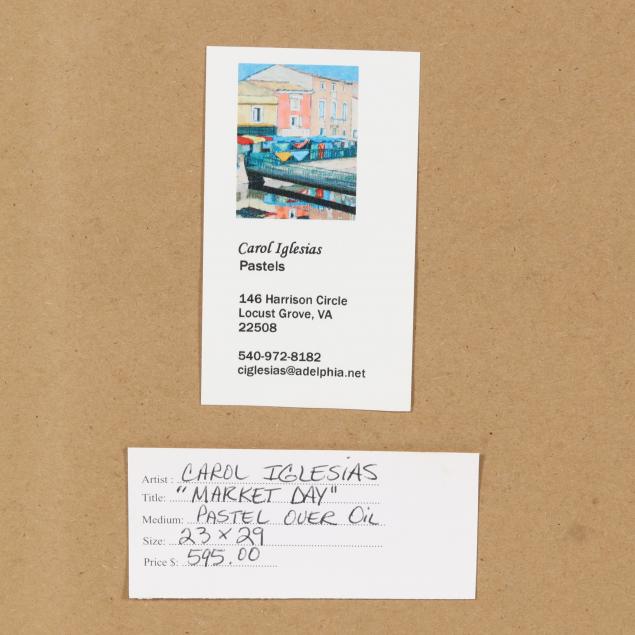 Carol Iglesias
Pastels
146 Harrison Circle
Locust Grove, VA
22508
540-972-8182
ciglesias@adelphia.net
Artist : CAROL IGLESIAS
Title: "MARKET DAY"
Medium: PASTEL OVER OIL
Size: 23 x 29
Price $: 595.00